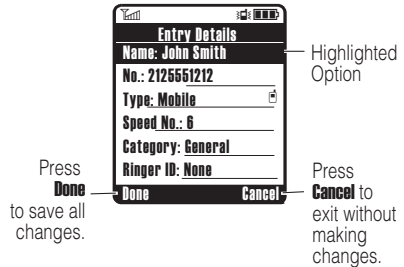 Entry Details
Name: John Smith
No.: 2125551212
Type: Mobile
Speed No.: 6
Category: General
Ringer ID: None
Done Cancel
Highlighted
Option
Press
Done
to save all
changes.
Press
Cancel to
exit without
making
changes.